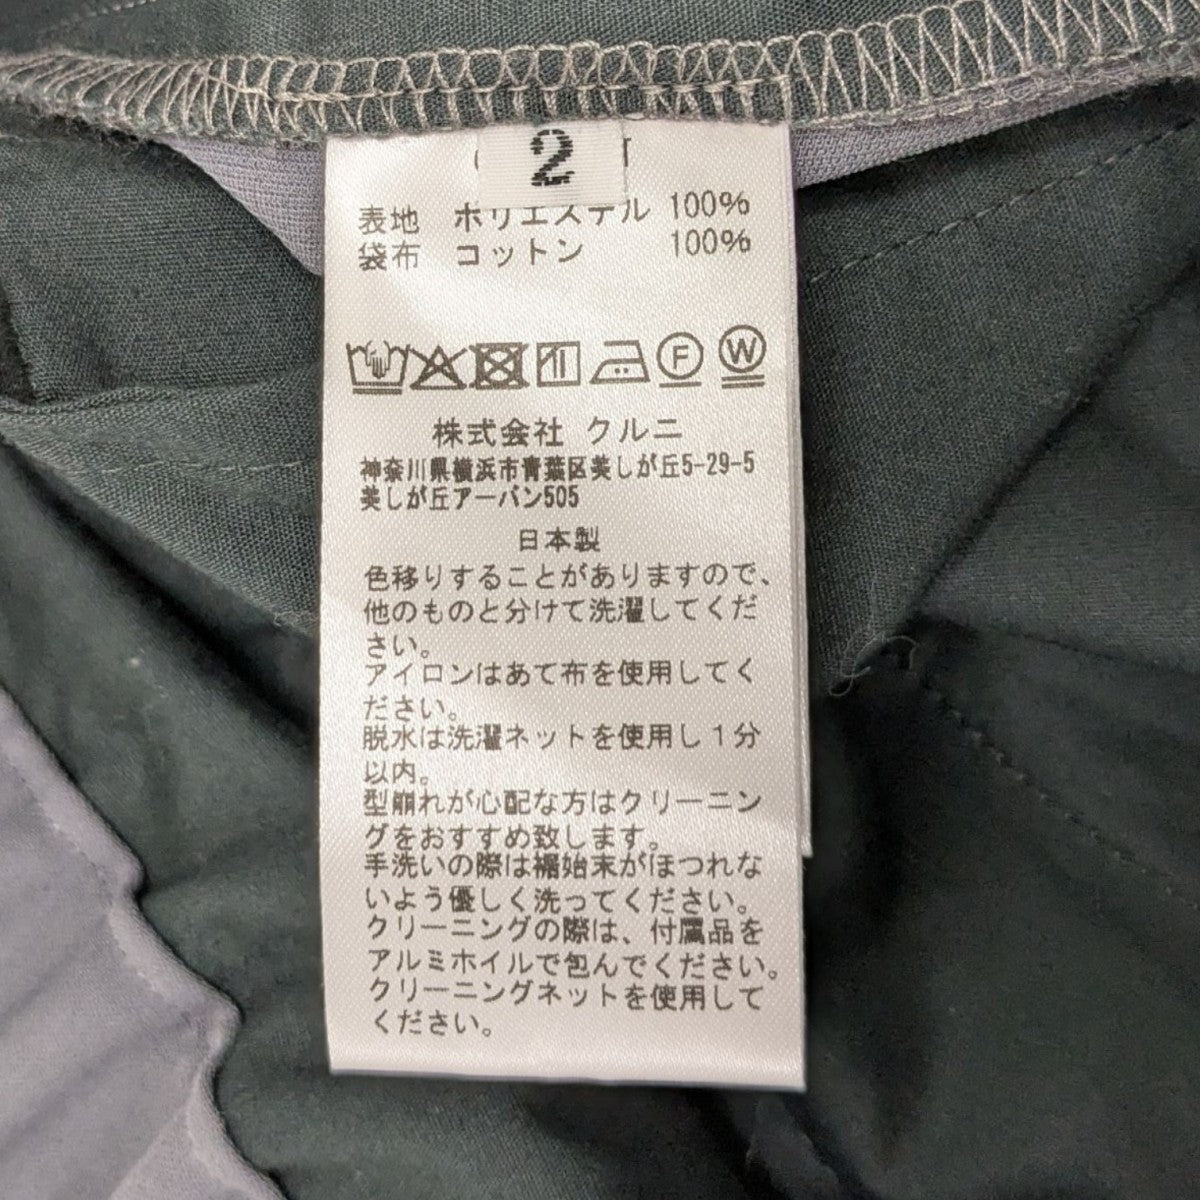 2
表地 ポリエステル 100%
袋布 コットン 100%
F
W
株式会社 クルニ
神奈川県横浜市青葉区美しが丘5-29-5
美しが丘アーバン505
日本製
色移りすることがありますので、
他のものと分けて洗濯してくだ
さい。
アイロンはあて布を使用してく
ださい。
脱水は洗濯ネットを使用し1分
以内。
型崩れが心配な方はクリーニン
グをおすすめ致します。
手洗いの際は裾始末がほつれな
いよう優しく洗ってください。
クリーニングの際は、付属品を
アルミホイルで包んでください。
クリーニングネットを使用して
ください。